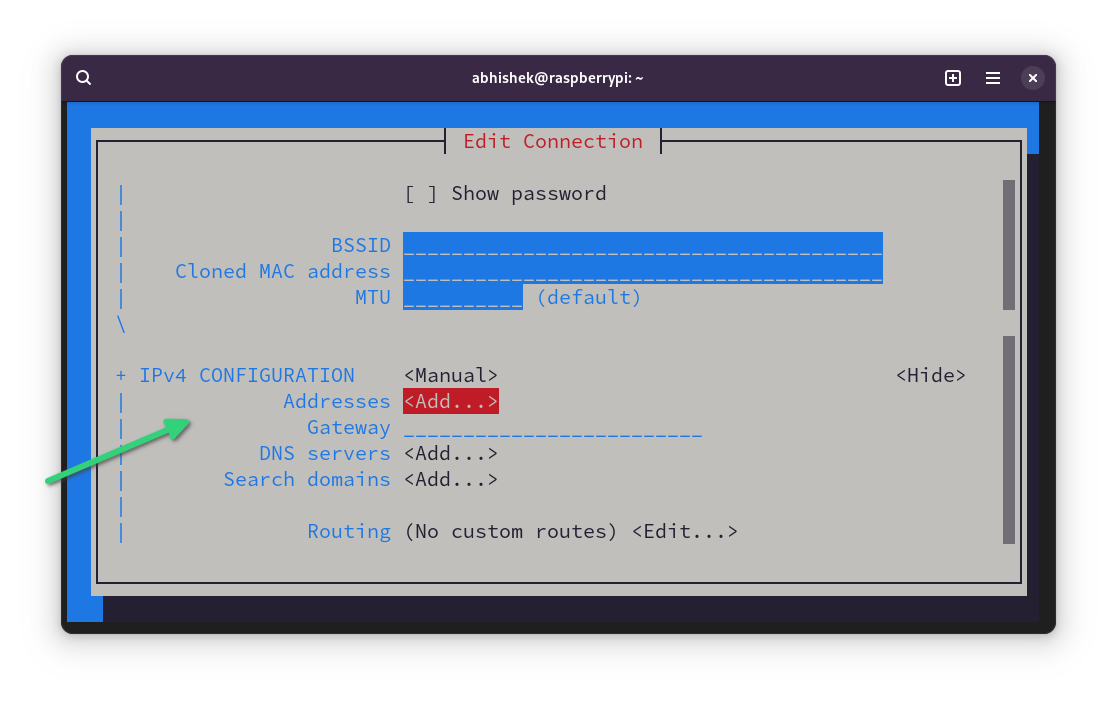 abhishek@raspberrypi: ~
Edit Connection
[ ] Show password
BSSID ________________________________________
Cloned MAC address ________________________________________
MTU __________ (default)
\
+ IPv4 CONFIGURATION <Manual> <Hide>
| Addresses <Add...>
| Gateway _________________________
| DNS servers <Add...>
| Search domains <Add...>
|
| Routing (No custom routes) <Edit...>